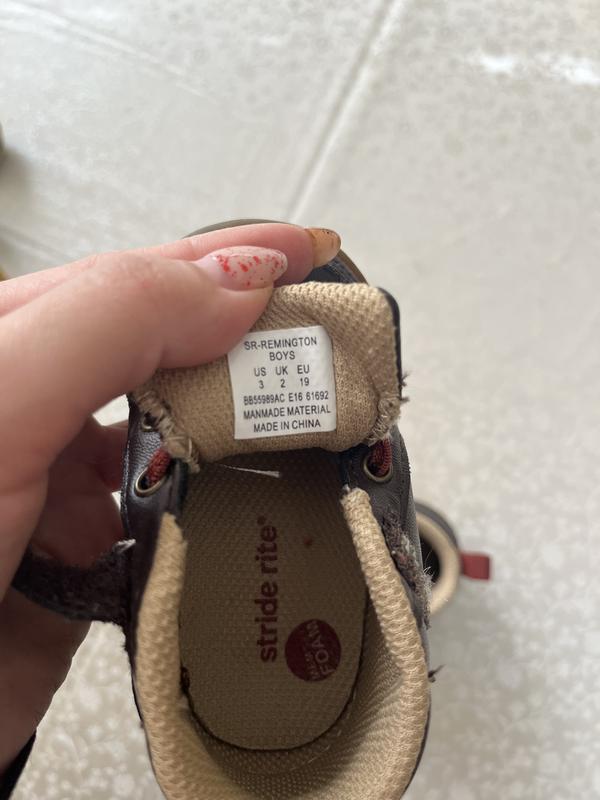 SR-REMINGTON
BOYS
US UK EU
3 2 19
BB55989AC E16 61692
MANMADE MATERIAL
MADE IN CHINA
stride rite®
FOAM